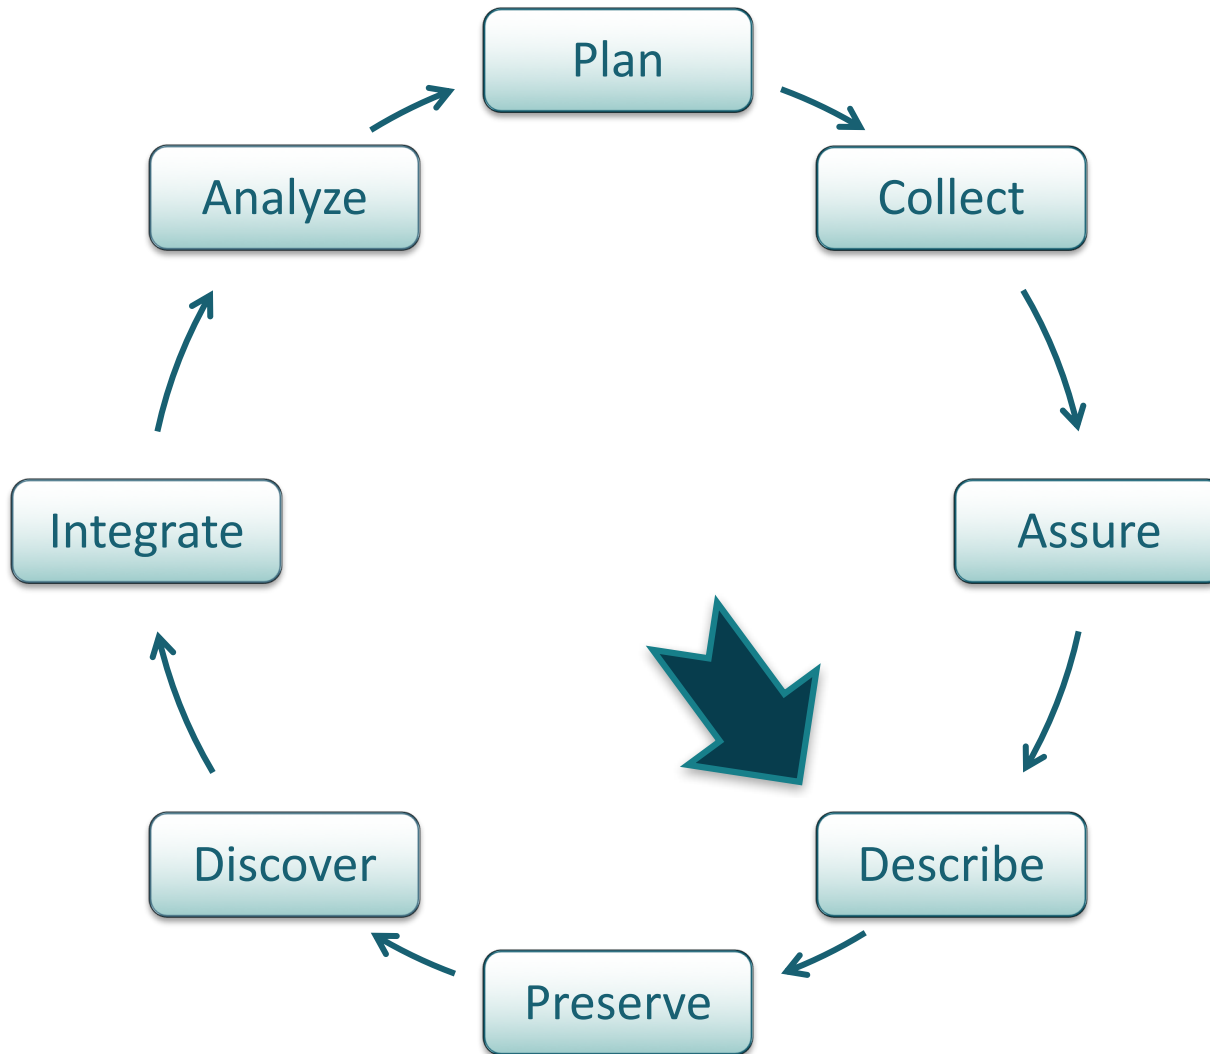 Plan
Collect
Assure
Describe
Preserve
Discover
Integrate
Analyze